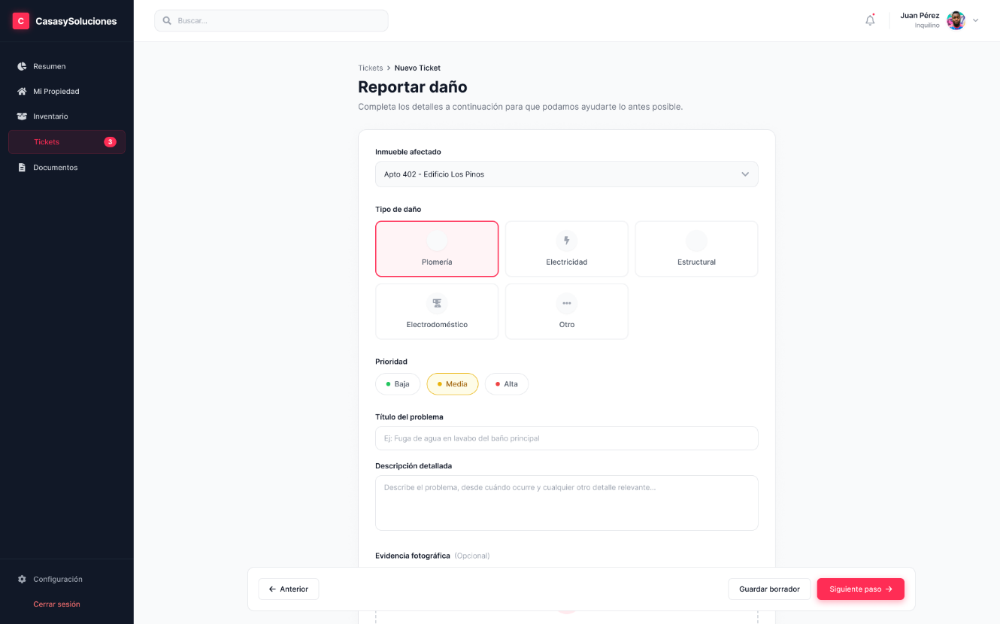 C CasasySoluciones
Buscar...
Juan Pérez
Inquilino
Resumen
Mi Propiedad
Inventario
Tickets 3
Documentos
Configuración
Cerrar sesión
Tickets > Nuevo Ticket
Reportar daño
Completa los detalles a continuación para que podamos ayudarte lo antes posible.
Inmueble afectado
Apto 402 - Edificio Los Pinos
Tipo de daño
Plomería Electricidad Estructural
Electrodoméstico Otro
Prioridad
Baja Media Alta
Título del problema
Ej: Fuga de agua en lavabo del baño principal
Descripción detallada
Describe el problema, desde cuándo ocurre y cualquier otro detalle relevante...
Evidencia fotográfica (Opcional)
← Anterior Guardar borrador Siguiente paso →